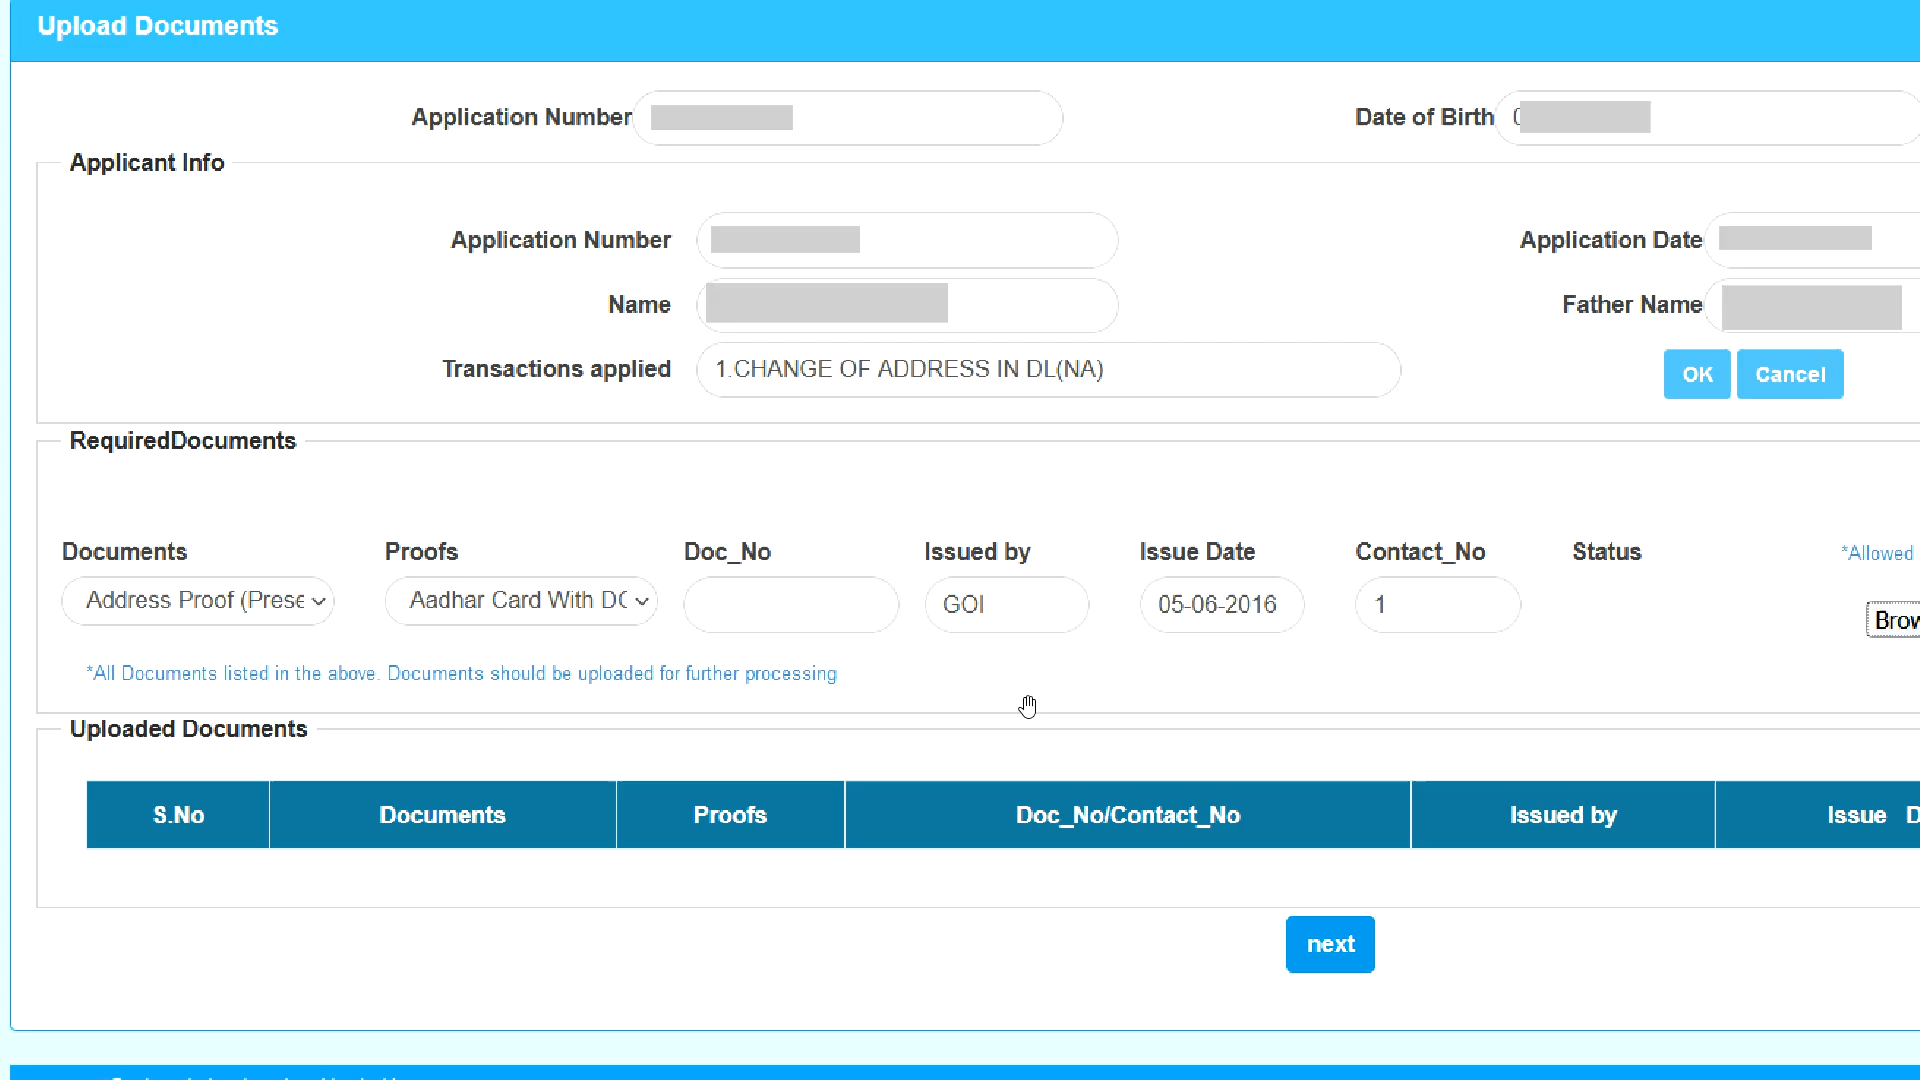 Upload Documents
Application Number
Date of Birth
Applicant Info
Application Number
Application Date
Name
Father Name
Transactions applied
1.CHANGE OF ADDRESS IN DL(NA)
OK
Cancel
RequiredDocuments
Documents
Proofs
Doc_No
Issued by
Issue Date
Contact_No
Status
*Allowed
Address Proof (Prese
Aadhar Card With DO
GOI
05-06-2016
1
Brow
*All Documents listed in the above. Documents should be uploaded for further processing
Uploaded Documents
S.No
Documents
Proofs
Doc_No/Contact_No
Issued by
Issue D
next